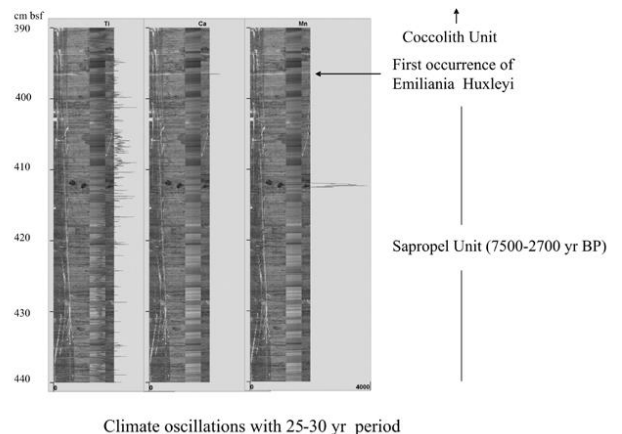 cm bsf
390
400
410
420
430
440
Ti
Ca
Mn
0
0
0
4000
Coccolith Unit
First occurrence of
Emiliania Huxleyi
Sapropel Unit (7500-2700 yr BP)
Climate oscillations with 25-30 yr period